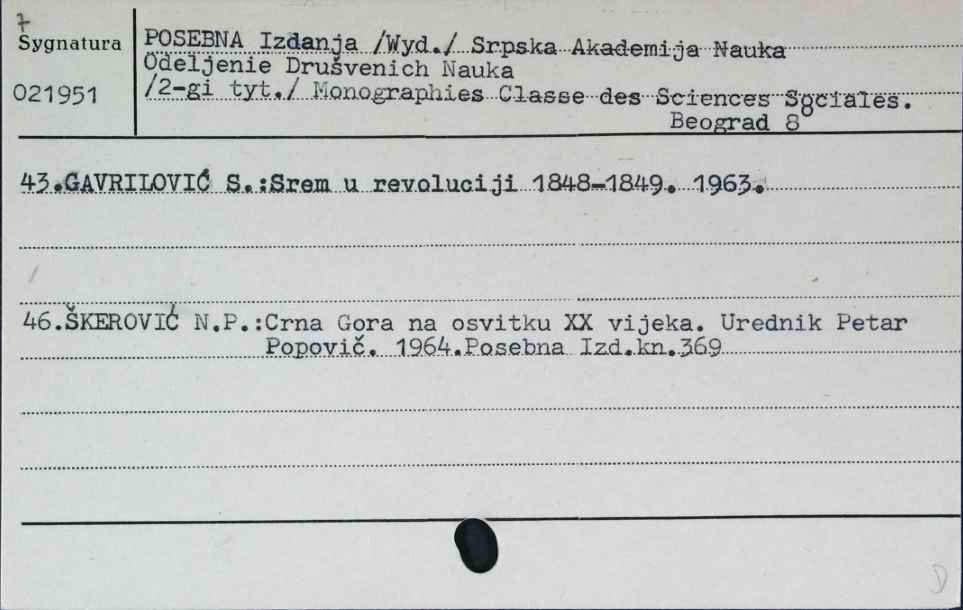 7
Sygnatura
021951
POSEBNA Izdanja /Wyd./ Srpska Akademija Nauka
Odeljenie Drušvenich Nauka
/2-gi tyt./ Monographies Classe des Sciences Sociales.
Beograd 8⁰
43.GAVRILOVIĆ S.:Srem u revoluciji 1848-1849. 1963.
46.ŠKEROVIĆ N.P.:Crna Gora na osvitku XX vijeka. Urednik Petar
Popovič. 1964.Posebna Izd.kn.369
D